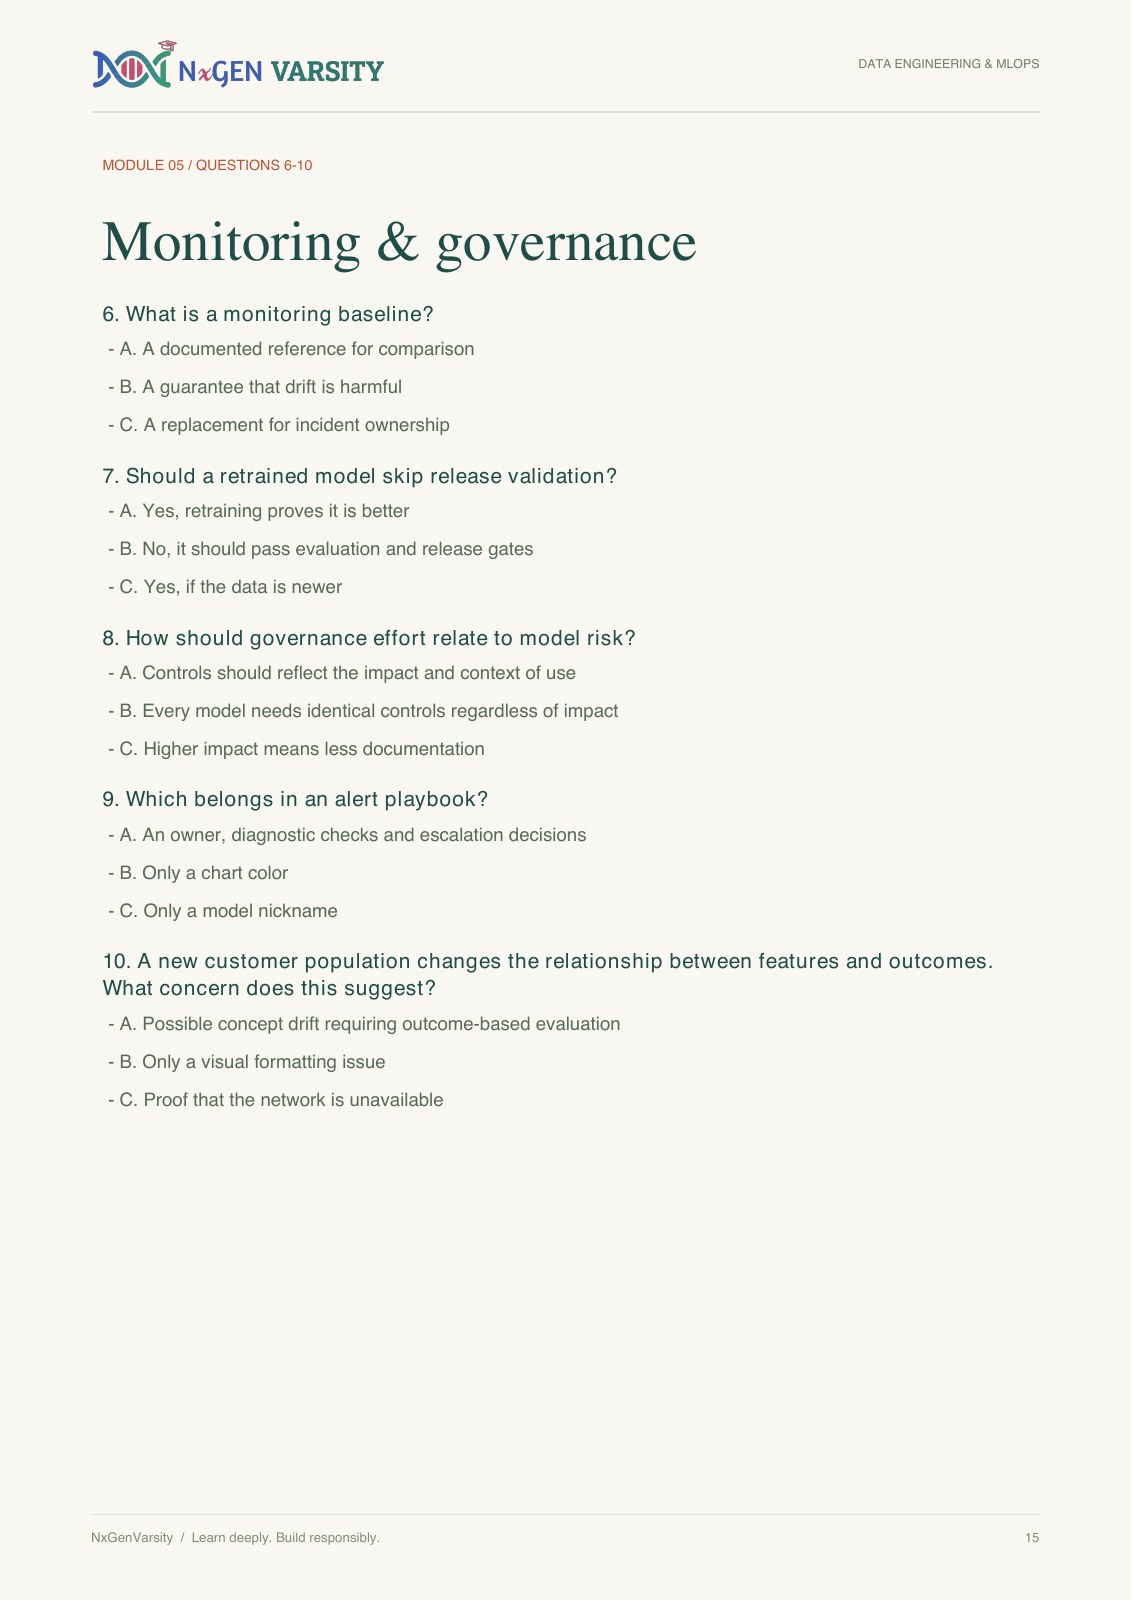 NxGEN VARSITY
DATA ENGINEERING & MLOPS
MODULE 05 / QUESTIONS 6-10
Monitoring & governance
6. What is a monitoring baseline?
- A. A documented reference for comparison
- B. A guarantee that drift is harmful
- C. A replacement for incident ownership
7. Should a retrained model skip release validation?
- A. Yes, retraining proves it is better
- B. No, it should pass evaluation and release gates
- C. Yes, if the data is newer
8. How should governance effort relate to model risk?
- A. Controls should reflect the impact and context of use
- B. Every model needs identical controls regardless of impact
- C. Higher impact means less documentation
9. Which belongs in an alert playbook?
- A. An owner, diagnostic checks and escalation decisions
- B. Only a chart color
- C. Only a model nickname
10. A new customer population changes the relationship between features and outcomes.
What concern does this suggest?
- A. Possible concept drift requiring outcome-based evaluation
- B. Only a visual formatting issue
- C. Proof that the network is unavailable
NxGenVarsity / Learn deeply. Build responsibly.
15